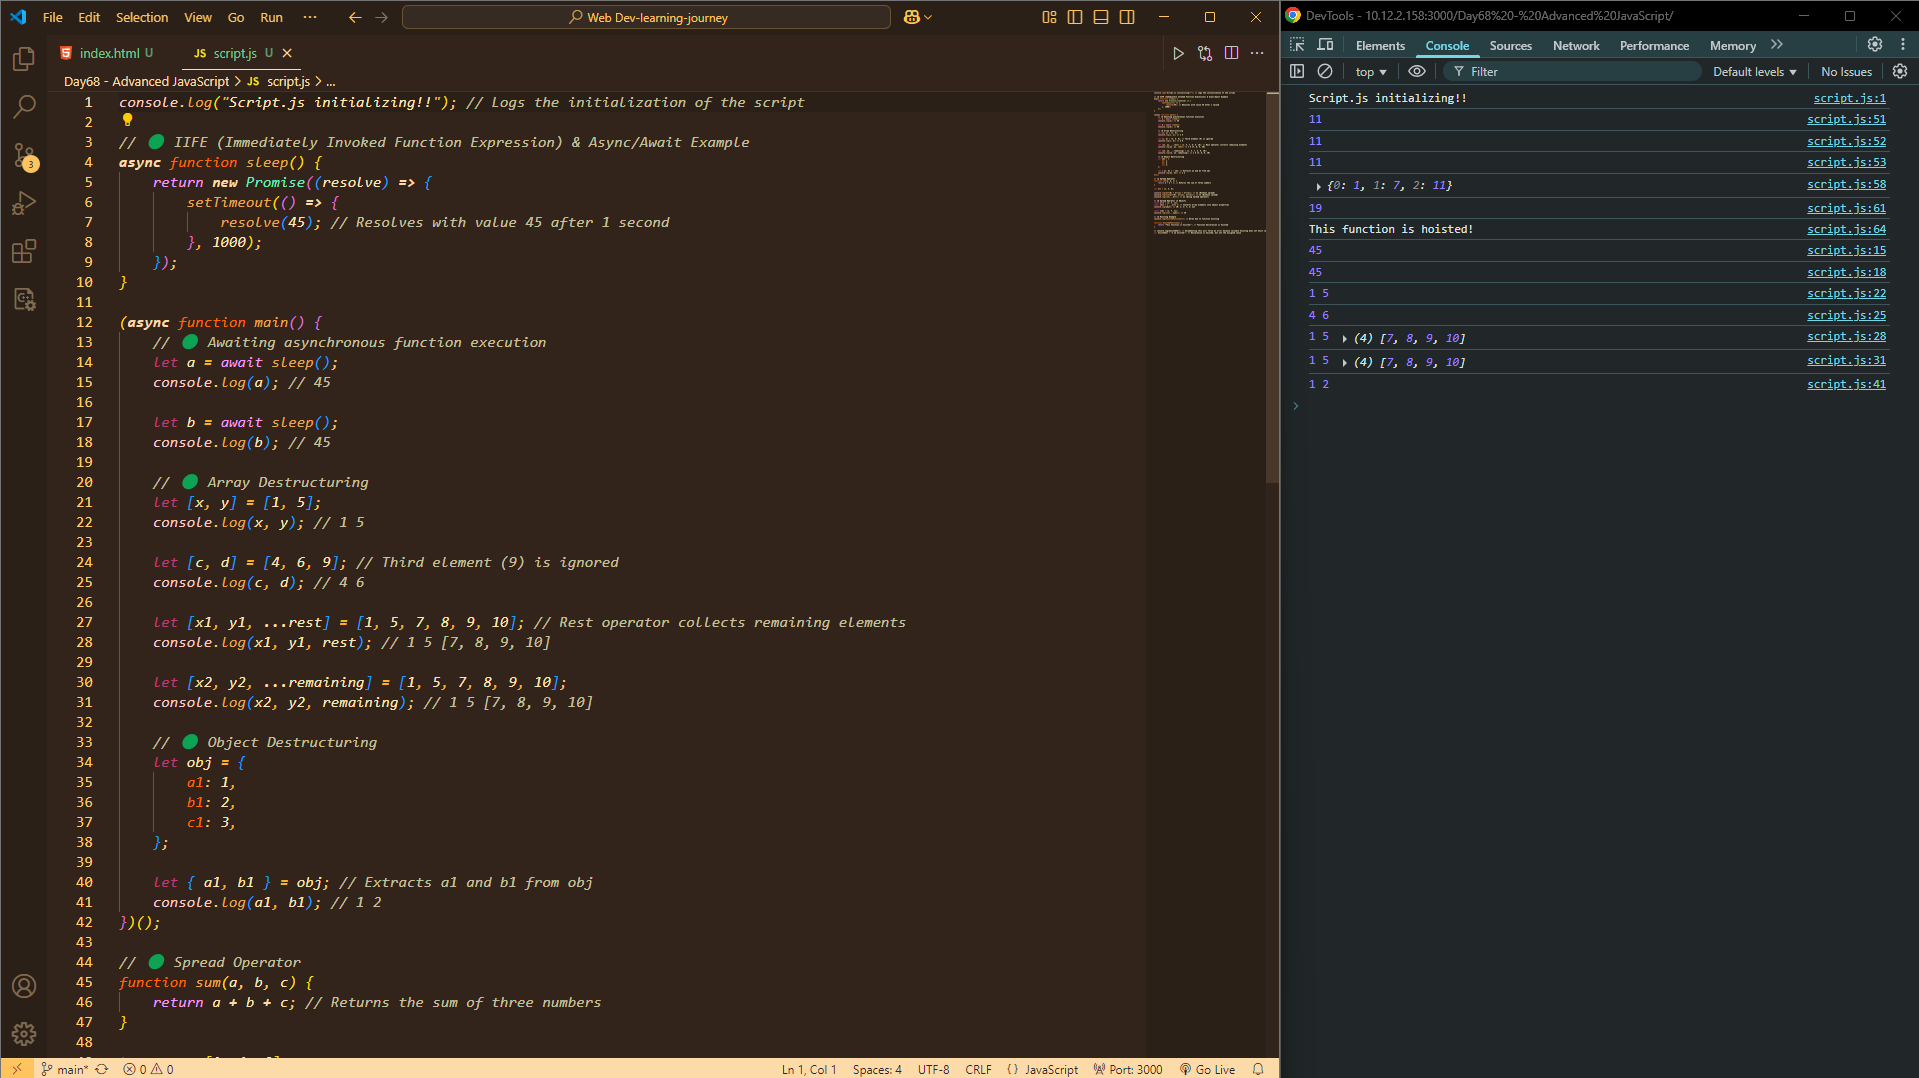 File Edit Selection View Go Run ··· Web Dev-learning-journey
index.html U JS script.js U
Day68 - Advanced JavaScript > JS script.js > ...
1 console.log("Script.js initializing!!"); // Logs the initialization of the script
2
3 // IIFE (Immediately Invoked Function Expression) & Async/Await Example
4 async function sleep() {
5 return new Promise((resolve) => {
6 setTimeout(() => {
7 resolve(45); // Resolves with value 45 after 1 second
8 }, 1000);
9 });
10 }
11
12 (async function main() {
13 // Awaiting asynchronous function execution
14 let a = await sleep();
15 console.log(a); // 45
16
17 let b = await sleep();
18 console.log(b); // 45
19
20 // Array Destructuring
21 let [x, y] = [1, 5];
22 console.log(x, y); // 1 5
23
24 let [c, d] = [4, 6, 9]; // Third element (9) is ignored
25 console.log(c, d); // 4 6
26
27 let [x1, y1, ...rest] = [1, 5, 7, 8, 9, 10]; // Rest operator collects remaining elements
28 console.log(x1, y1, rest); // 1 5 [7, 8, 9, 10]
29
30 let [x2, y2, ...remaining] = [1, 5, 7, 8, 9, 10];
31 console.log(x2, y2, remaining); // 1 5 [7, 8, 9, 10]
32
33 // Object Destructuring
34 let obj = {
35 a1: 1,
36 b1: 2,
37 c1: 3,
38 };
39
40 let { a1, b1 } = obj; // Extracts a1 and b1 from obj
41 console.log(a1, b1); // 1 2
42 })();
43
44 // Spread Operator
45 function sum(a, b, c) {
46 return a + b + c; // Returns the sum of three numbers
47 }
48
3
main* 0 0 Ln 1, Col 1 Spaces: 4 UTF-8 CRLF {} JavaScript Port: 3000 Go Live
DevTools - 10.12.2.158:3000/Day68%20-%20Advanced%20JavaScript/
Elements Console Sources Network Performance Memory
top Filter Default levels No Issues
Script.js initializing!! script.js:1
11 script.js:51
11 script.js:52
11 script.js:53
{0: 1, 1: 7, 2: 11} script.js:58
19 script.js:61
This function is hoisted! script.js:64
45 script.js:15
45 script.js:18
1 5 script.js:22
4 6 script.js:25
1 5 (4) [7, 8, 9, 10] script.js:28
1 5 (4) [7, 8, 9, 10] script.js:31
1 2 script.js:41